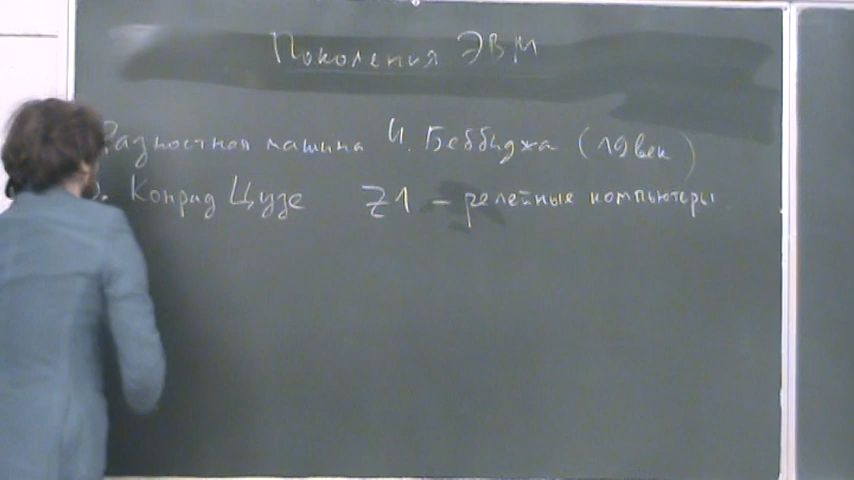 Поколения ЭВМ
Разностная машина Ч. Беббиджа (19 век)
Конрад Цузе Z1 – релейные компьютеры